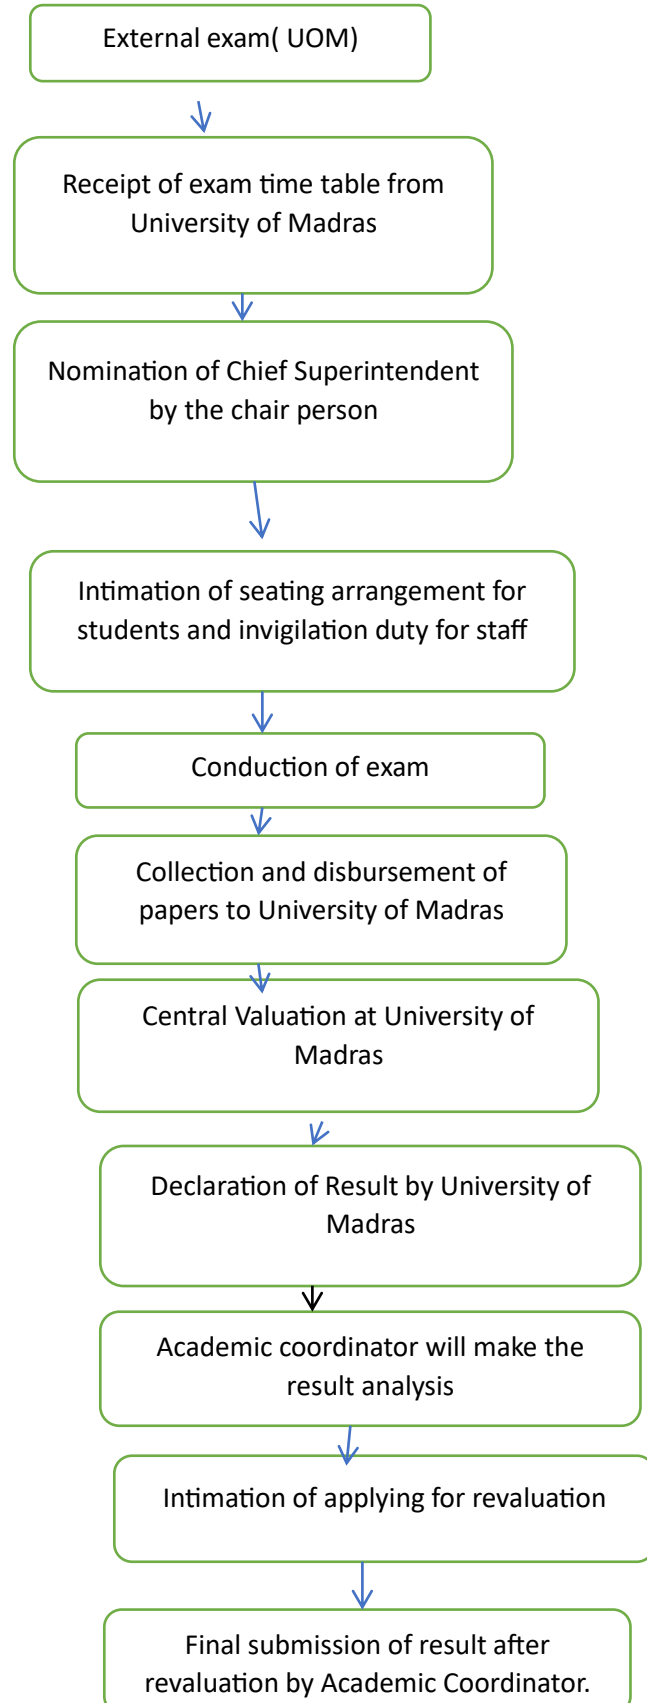 External exam( UOM)
Receipt of exam time table from
University of Madras
Nomination of Chief Superintendent
by the chair person
Intimation of seating arrangement for
students and invigilation duty for staff
Conduction of exam
Collection and disbursement of
papers to University of Madras
Central Valuation at University of
Madras
Declaration of Result by University of
Madras
Academic coordinator will make the
result analysis
Intimation of applying for revaluation
Final submission of result after
revaluation by Academic Coordinator.